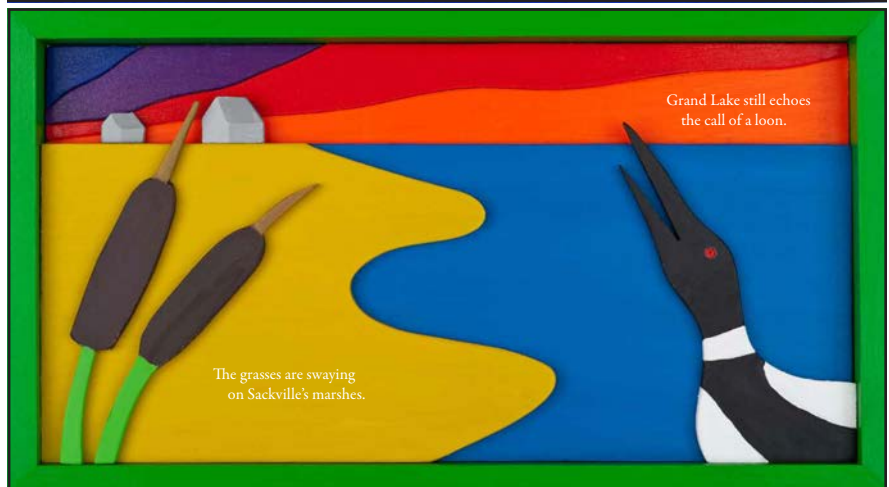 Grand Lake still echoes
the call of a loon.
The grasses are swaying
on Sackville’s marshes.